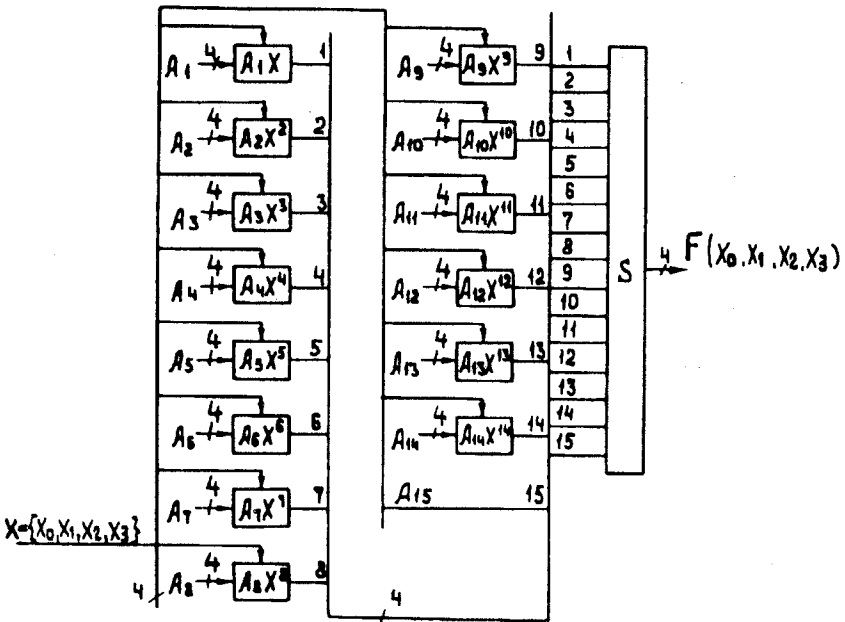 4 A₁ A₁X 1
4 A₂ A₂X² 2
4 A₃ A₃X³ 3
4 A₄ A₄X⁴ 4
4 A₅ A₅X⁵ 5
4 A₆ A₆X⁶ 6
4 A₇ A₇X⁷ 7
X={X₀,X₁,X₂,X₃}
4
4 A₈ A₈X⁸ 8
4 A₉ A₉X⁹ 9
4 A₁₀ A₁₀X¹⁰ 10
4 A₁₁ A₁₁X¹¹ 11
4 A₁₂ A₁₂X¹² 12
4 A₁₃ A₁₃X¹³ 13
4 A₁₄ A₁₄X¹⁴ 14
A₁₅ 15
4
1
2
3
4
5
6
7
8
9
10
11
12
13
14
15
S
4 F(X₀,X₁,X₂,X₃)